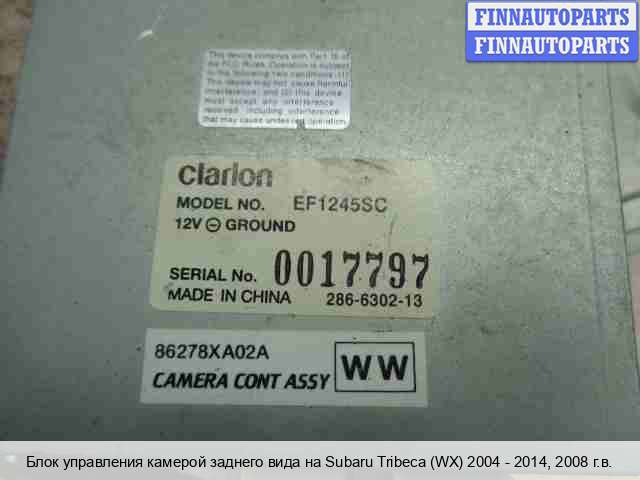 FINNAUTOPARTS
FINNAUTOPARTS
This device complies with Part 15 of
the FCC Rules. Operation is subject
to the following two conditions:(1)
This device may not cause harmful
interference, and (2) this device
must accept any interference
received, including interference
that may cause undesired operation.
clarion
MODEL NO. EF1245SC
12V ⊖ GROUND
SERIAL No. 0017797
MADE IN CHINA 286-6302-13
86278XA02A
CAMERA CONT ASSY WW
Блок управления камерой заднего вида на Subaru Tribeca (WX) 2004 - 2014, 2008 г.в.